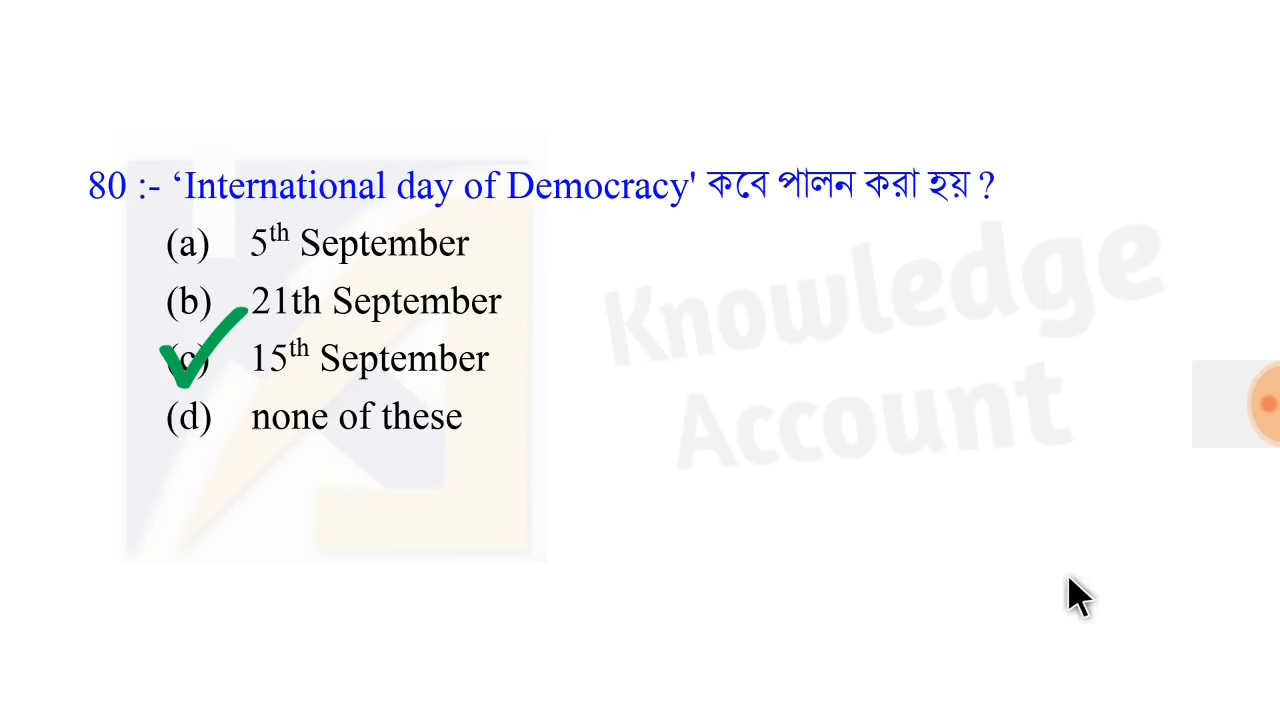 80 :- ‘International day of Democracy' কবে পালন করা হয় ?
(a) 5th September
(b) 21th September
(c) 15th September
(d) none of these
Knowledge
Account